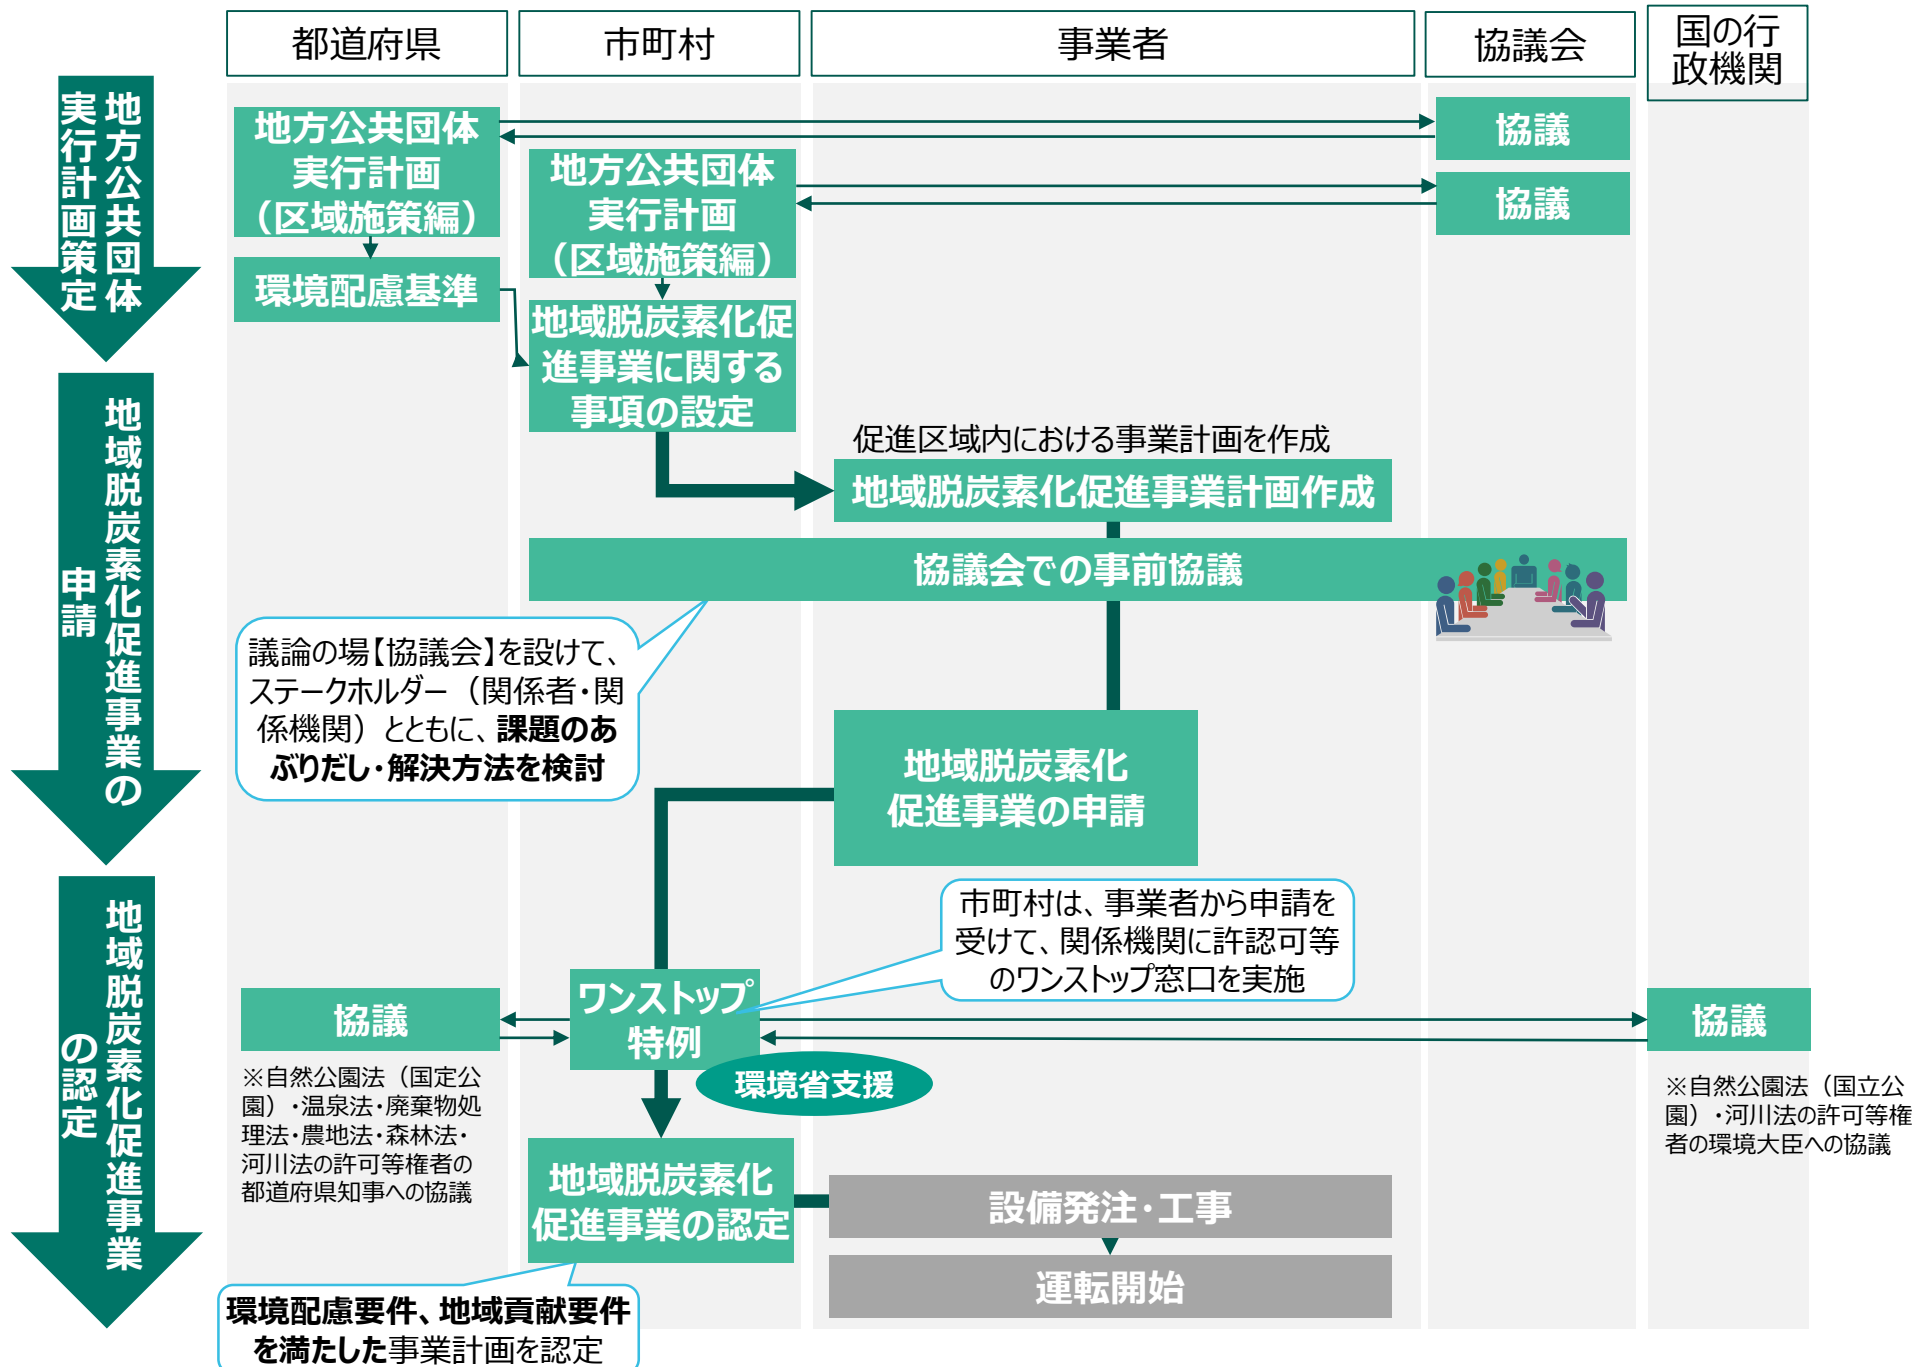 都道府県
市町村
事業者
協議会
国の行
政機関
地方公共団体
実行計画策定
地方公共団体
実行計画
（区域施策編）
協議
地方公共団体
実行計画
（区域施策編）
協議
環境配慮基準
地域脱炭素化促
進事業に関する
事項の設定
地域脱炭素化促進事業の
申請
促進区域内における事業計画を作成
地域脱炭素化促進事業計画作成
協議会での事前協議
議論の場【協議会】を設けて、
ステークホルダー（関係者・関
係機関）とともに、課題のあ
ぶりだし・解決方法を検討
地域脱炭素化
促進事業の申請
地域脱炭素化促進事業
の認定
市町村は、事業者から申請を
受けて、関係機関に許認可等
のワンストップ窓口を実施
協議
ワンストップ
特例
協議
環境省支援
※自然公園法（国定公
園）・温泉法・廃棄物処
理法・農地法・森林法・
河川法の許可等権者の
都道府県知事への協議
※自然公園法（国立公
園）・河川法の許可等権
者の環境大臣への協議
地域脱炭素化
促進事業の認定
設備発注・工事
運転開始
環境配慮要件、地域貢献要件
を満たした事業計画を認定